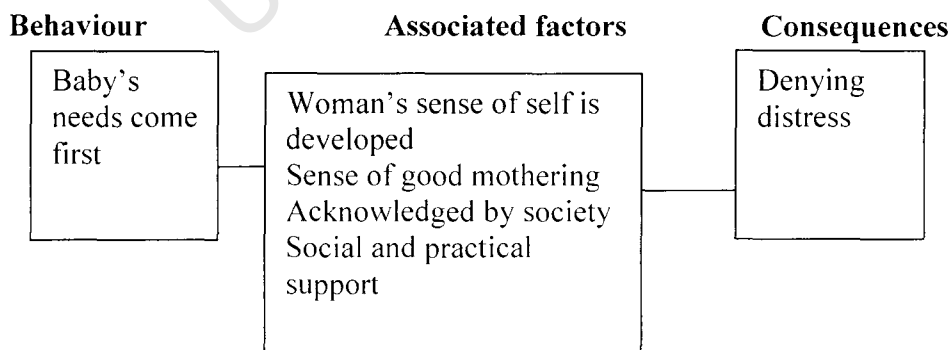 Behaviour Associated factors Consequences
Baby's
needs come
first
Woman's sense of self is
developed
Sense of good mothering
Acknowledged by society
Social and practical
support
Denying
distress